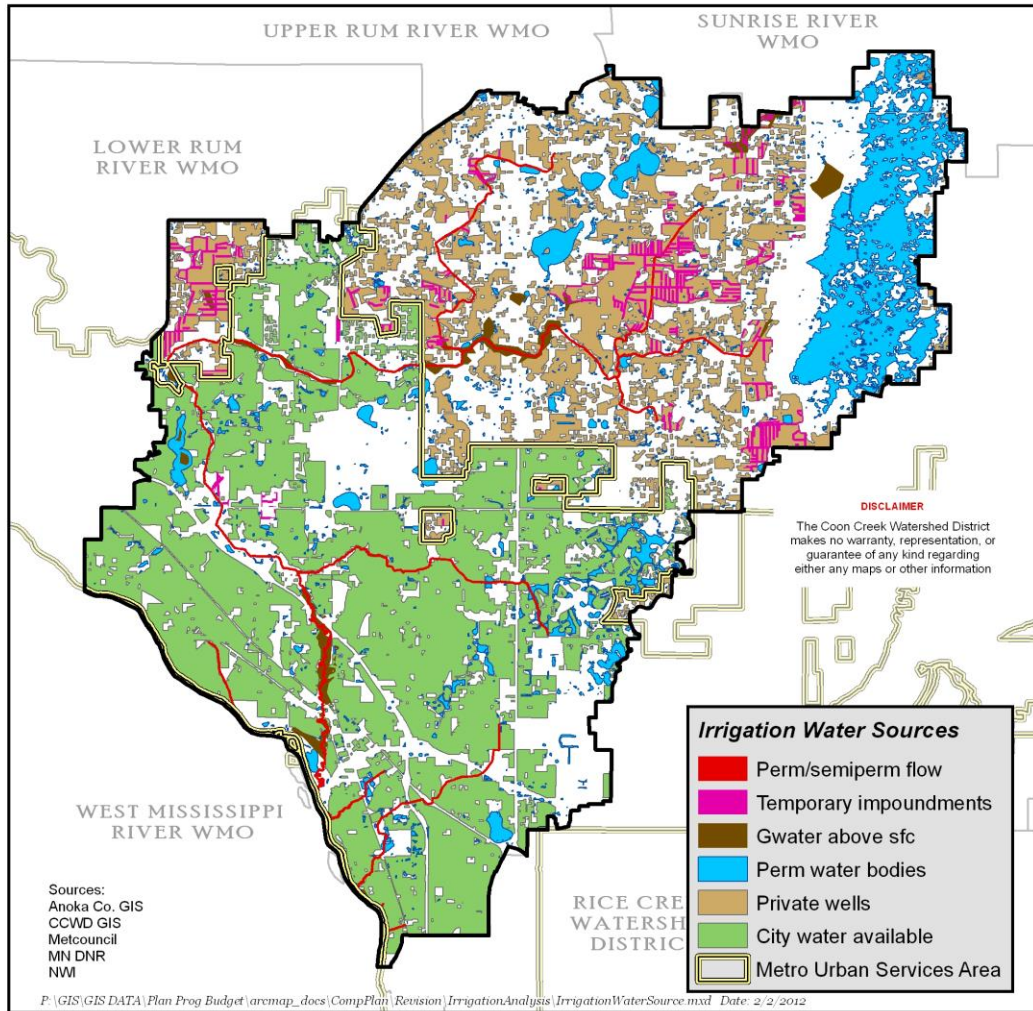 UPPER RUM RIVER WMO
SUNRISE RIVER
WMO
LOWER RUM
RIVER WMO
DISCLAIMER
The Coon Creek Watershed District
makes no warranty, representation, or
guarantee of any kind regarding
either any maps or other information
Irrigation Water Sources
Perm/semiperm flow
Temporary impoundments
Gwater above sfc
Perm water bodies
Private wells
City water available
Metro Urban Services Area
WEST MISSISSIPPI
RIVER WMO
RICE CREE
WATERSH
DISTRIC
Sources:
Anoka Co. GIS
CCWD GIS
Metcouncil
MN DNR
NWI
P:\GIS\GIS DATA\Plan Prog Budget\arcmap_docs\CompPlan\Revision\IrrigationAnalysis\IrrigationWaterSource.mxd Date: 2/2/2012